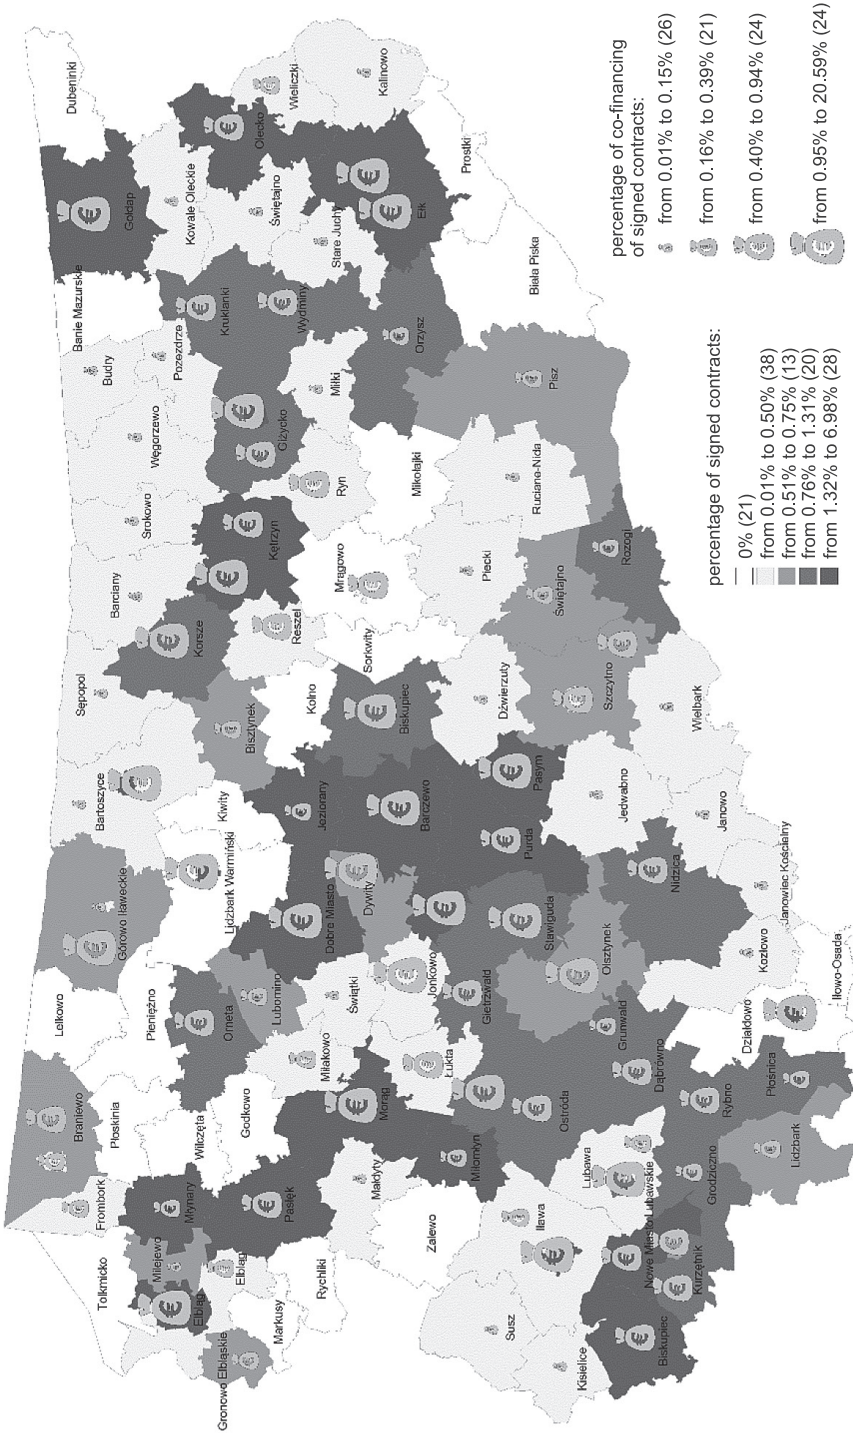 Dubeninki
Gołdap
Banie Mazurskie
Kowale Oleckie
Olecko
Wieliczki
Kalinowo
Świętajno
Stare Juchy
Ełk
Prostki
Biała Piska
Budry
Pozezdrze
Kruklanki
Wydminy
Orzysz
Węgorzewo
Giżycko
Miłki
Pisz
Srokowo
Ryn
Mikołajki
Ruciane-Nida
Kętrzyn
Barciany
Mrągowo
Piecki
Świętajno
Rozogi
Korsze
Reszel
Sorkwity
Sępopol
Bisztynek
Kolno
Biskupiec
Dźwierzuty
Szczytno
Wielbark
Bartoszyce
Kiwity
Jeziorany
Barczewo
Pasym
Jedwabno
Janowo
Górowo Iławeckie
Lidzbark Warmiński
Dobre Miasto
Dywity
Purda
Stawiguda
Nidzica
Janowiec Kościelny
Lelkowo
Pieniężno
Orneta
Lubomino
Świątki
Jonkowo
Gietrzwałd
Olsztynek
Kozłowo
Iłowo-Osada
Braniewo
Płoskinia
Wilczęta
Godkowo
Miłakowo
Łukta
Morąg
Ostróda
Grunwald
Dąbrówno
Działdowo
Rybno
Płośnica
Lidzbark
Frombork
Młynary
Pasłęk
Małdyty
Miłomłyn
Lubawa
Grodziczno
Tolkmicko
Milejewo
Elbląg
Elbląg
Rychliki
Zalewo
Iława
Nowe Miasto Lubawskie
Kurzętnik
Gronowo Elbląskie
Markusy
Susz
Kisielice
Biskupiec
percentage of signed contracts:
0% (21)
from 0.01% to 0.50% (38)
from 0.51% to 0.75% (13)
from 0.76% to 1.31% (20)
from 1.32% to 6.98% (28)
percentage of co-financing
of signed contracts:
from 0.01% to 0.15% (26)
from 0.16% to 0.39% (21)
from 0.40% to 0.94% (24)
from 0.95% to 20.59% (24)